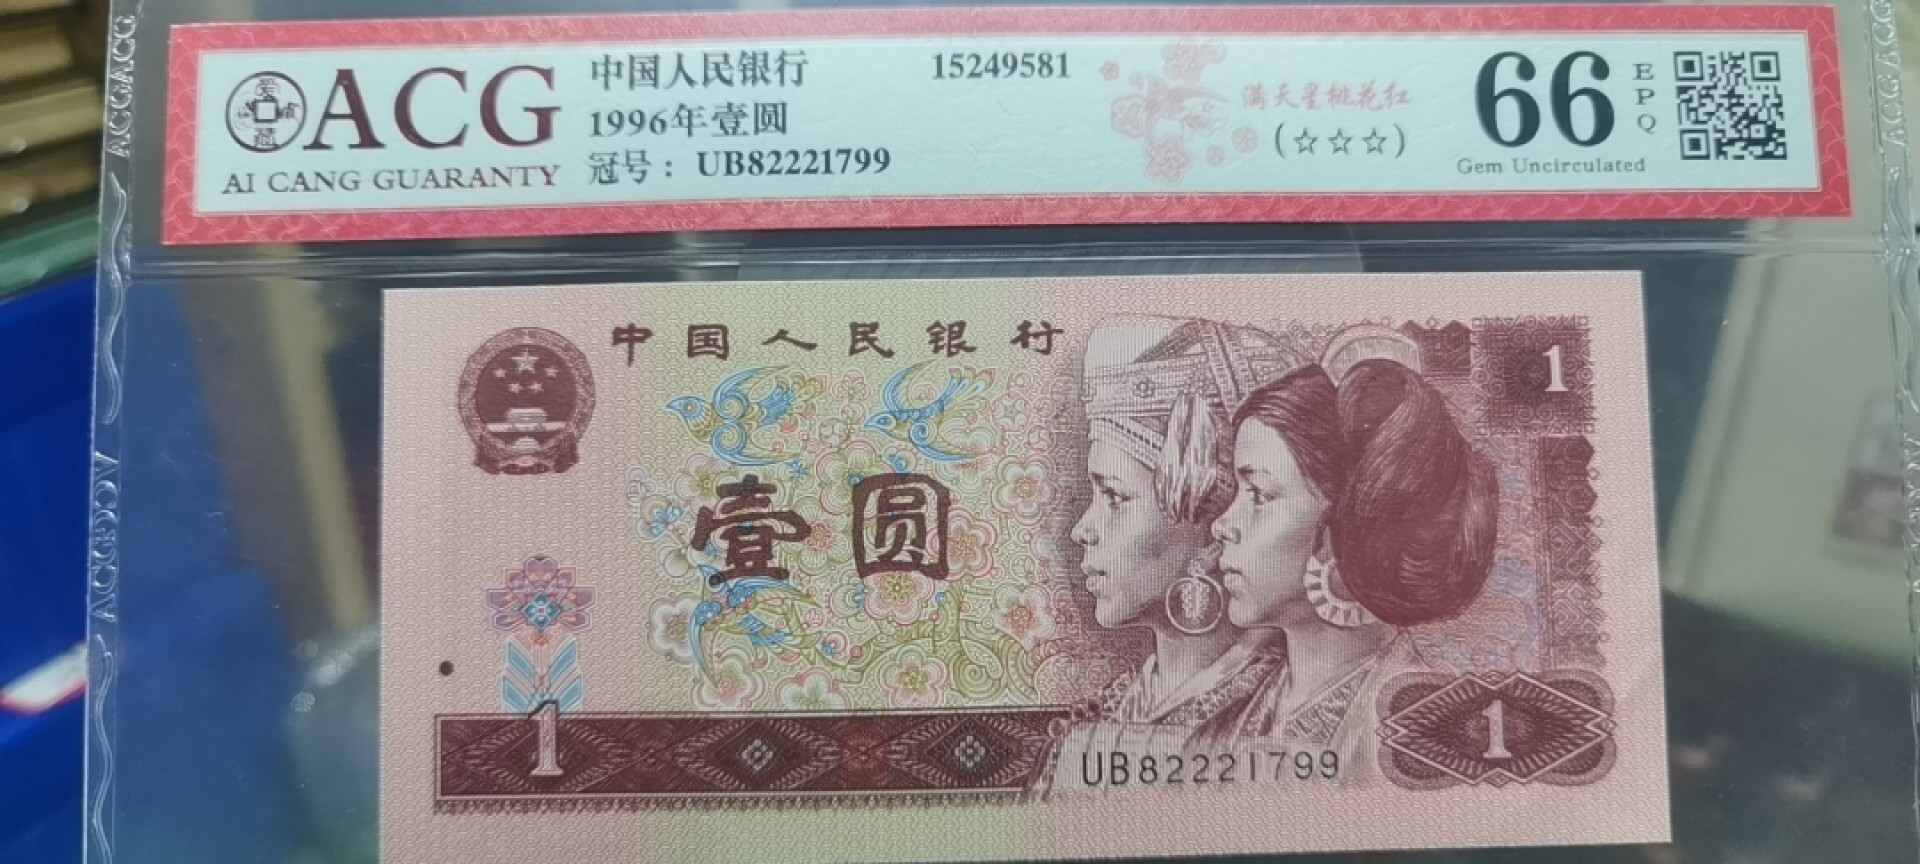 ACG
AI CANG GUARANTY
中国人民银行
1996年壹圆
冠号： UB82221799
15249581
满天星桃花红
(☆☆☆)
66
EPQ
Gem Uncirculated
中国人民银行
1
壹圆
1
1
UB82221799